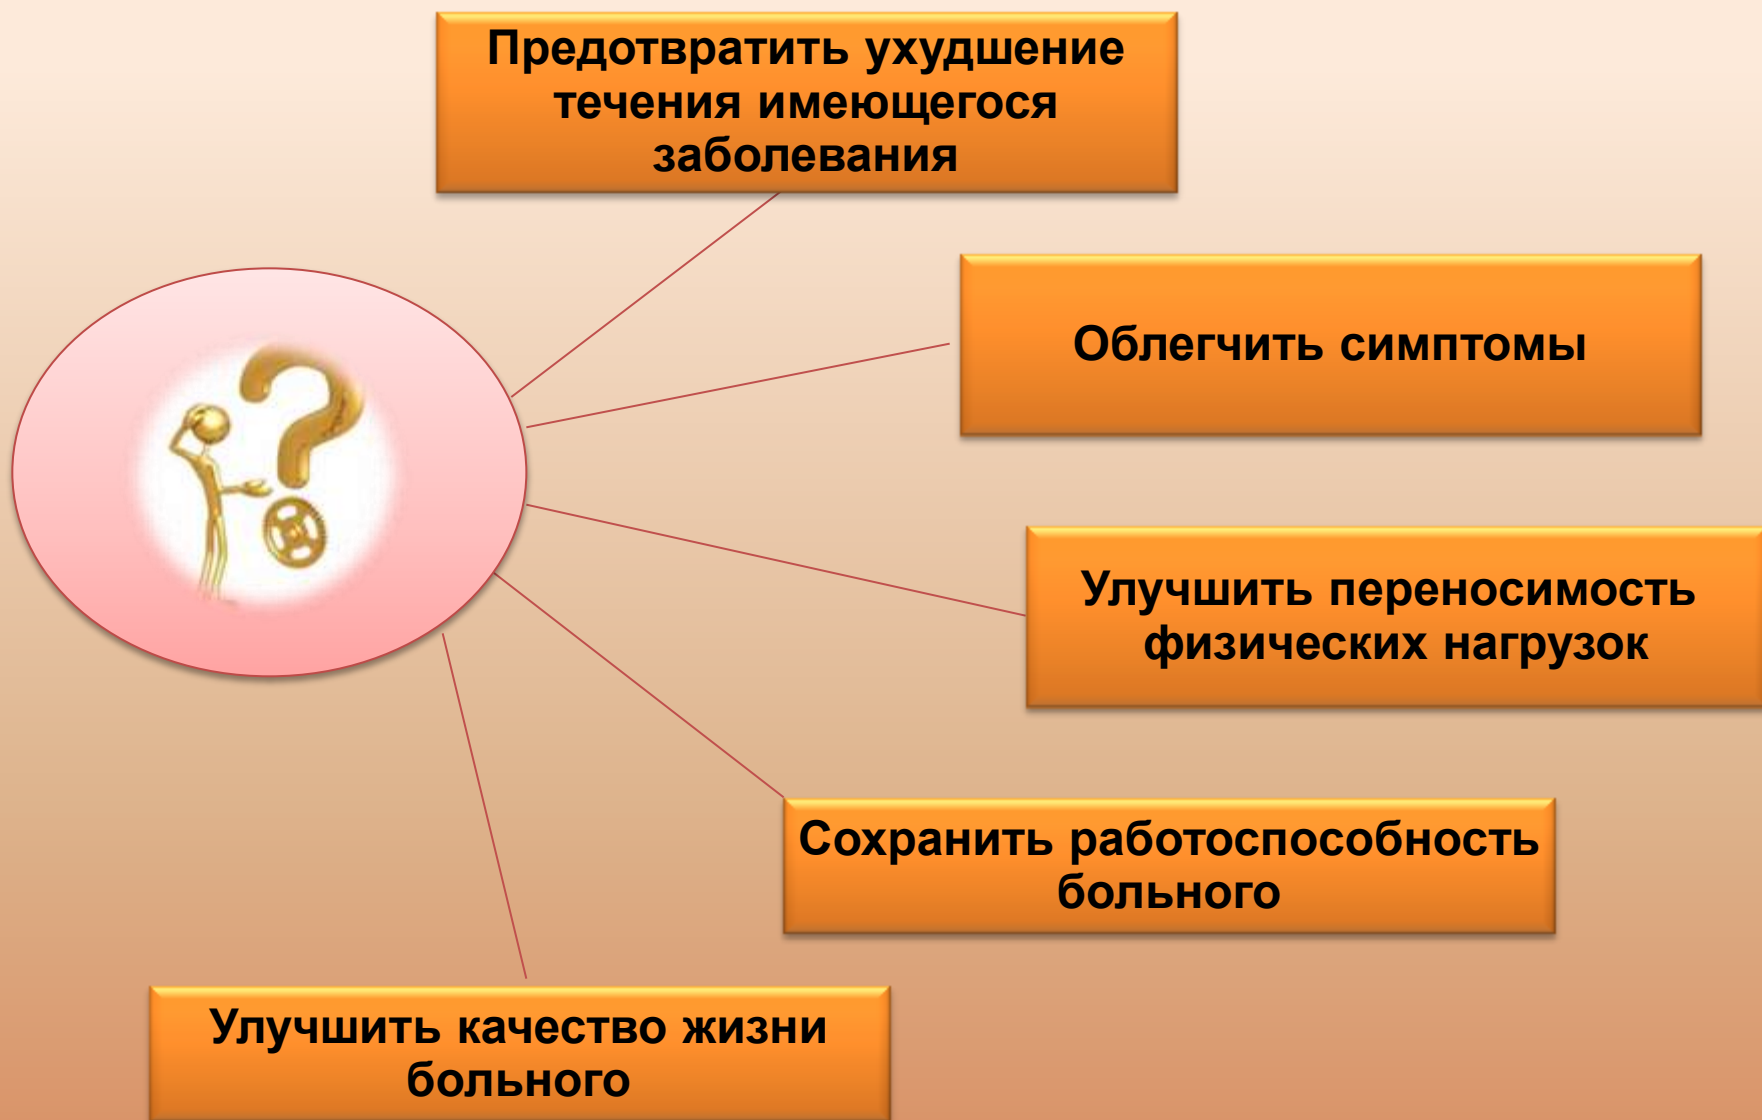 Предотвратить ухудшение
течения имеющегося
заболевания
Облегчить симптомы
Улучшить переносимость
физических нагрузок
Сохранить работоспособность
больного
Улучшить качество жизни
больного